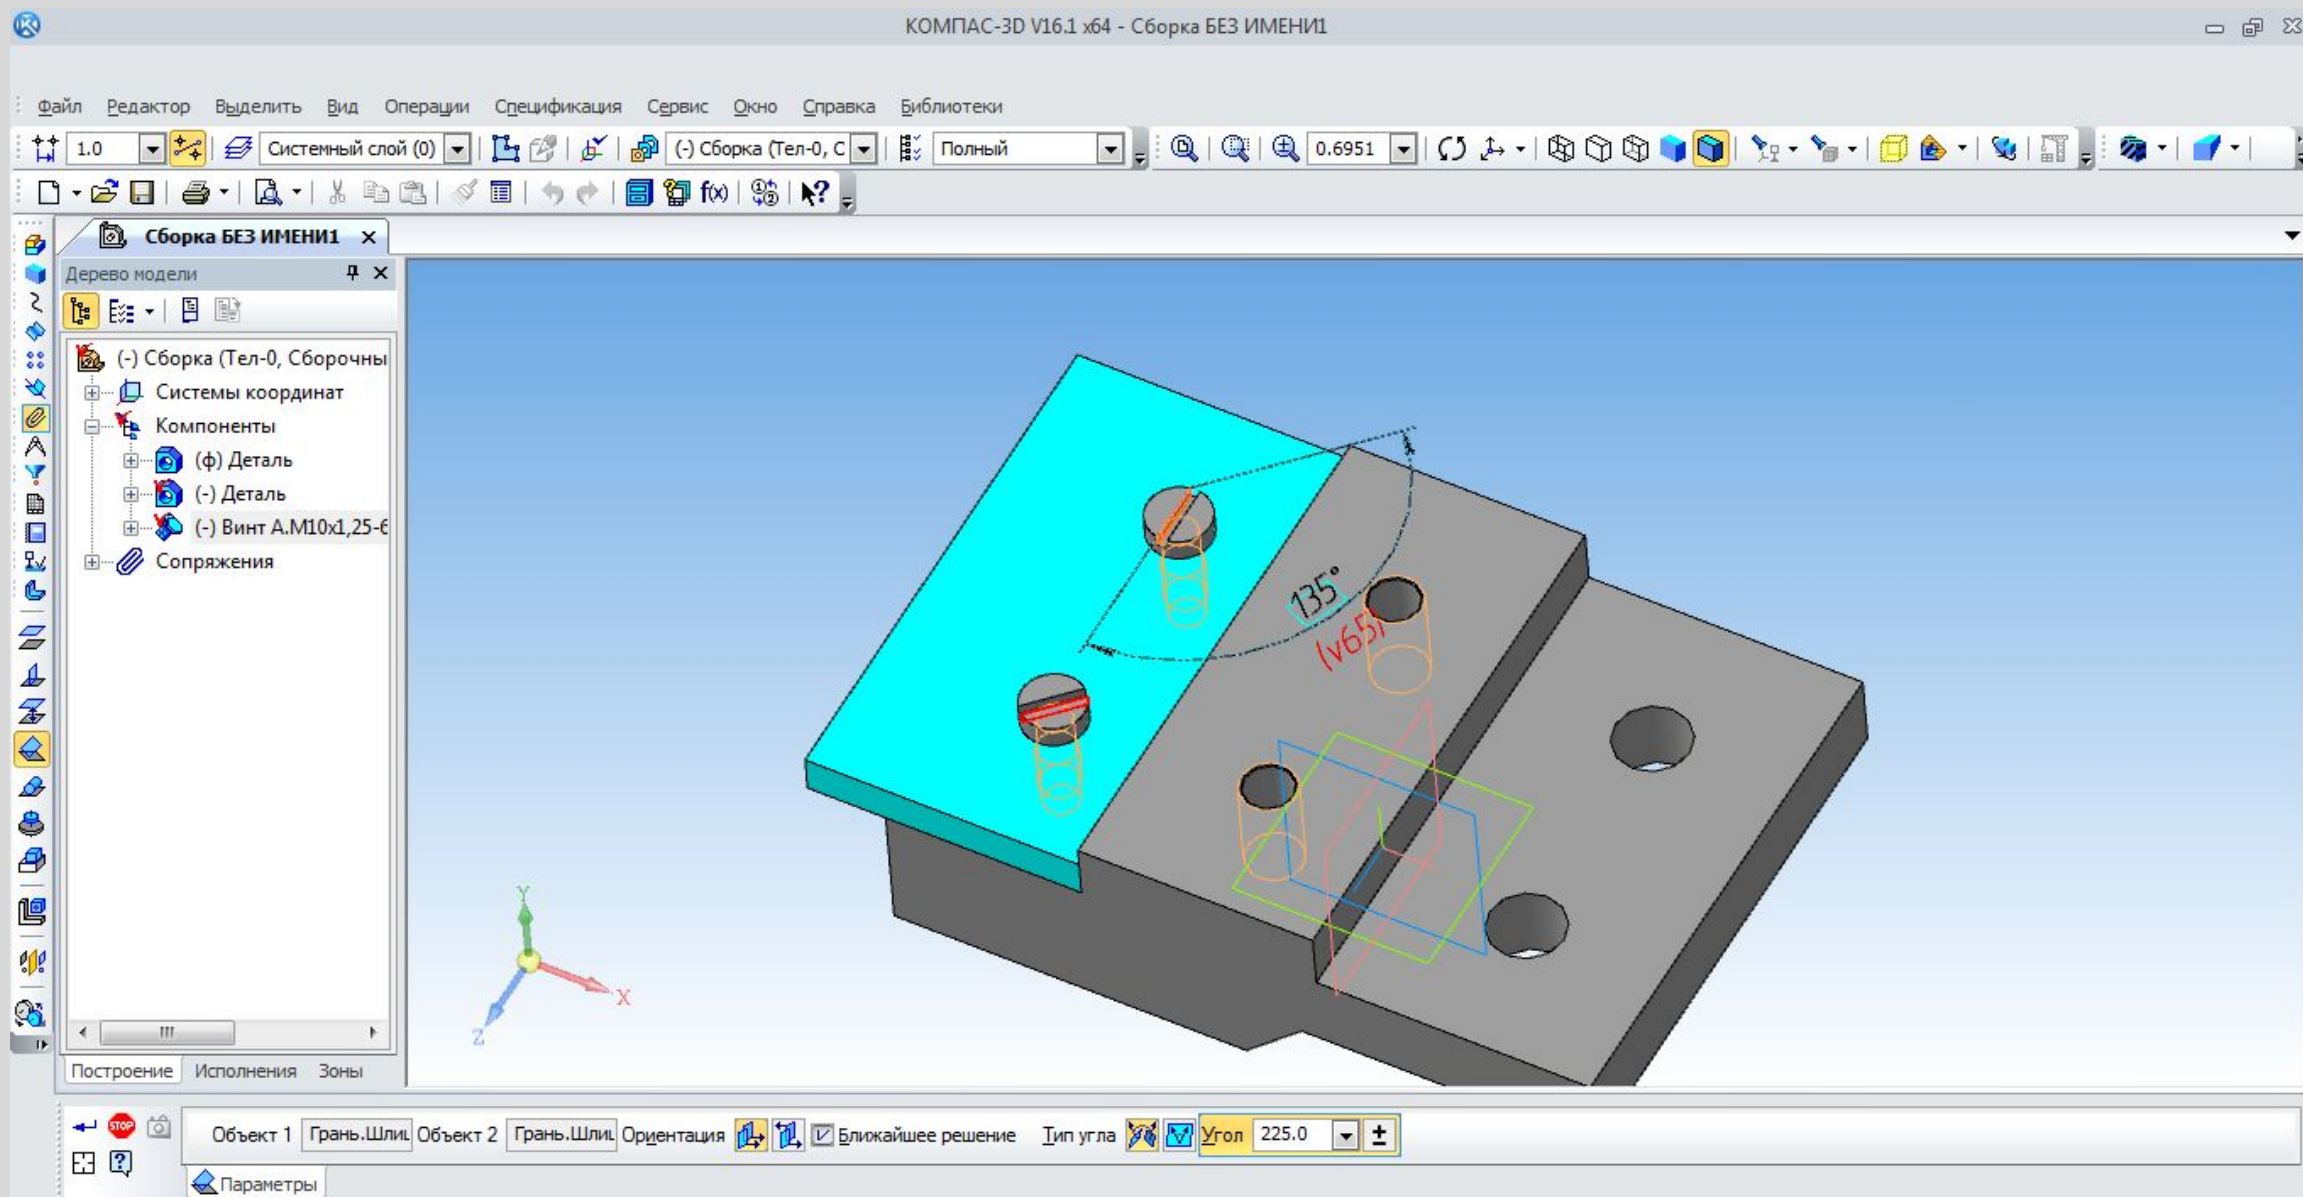 КОМПАС-3D V16.1 x64 - Сборка БЕЗ ИМЕНИ1
Файл Редактор Выделить Вид Операции Спецификация Сервис Окно Справка Библиотеки
1.0 Системный слой (0) (-) Сборка (Тел-0, С Полный 0.6951
f(x)
Сборка БЕЗ ИМЕНИ1
Дерево модели
(-) Сборка (Тел-0, Сборочны
Системы координат
Компоненты
(ф) Деталь
(-) Деталь
(-) Винт А.М10х1,25-6
Сопряжения
135°
(v65)
Y
X
Z
Построение Исполнения Зоны
STOP
Объект 1 Грань.Шлиц Объект 2 Грань.Шлиц Ориентация Ближайшее решение Тип угла Угол 225.0
Параметры